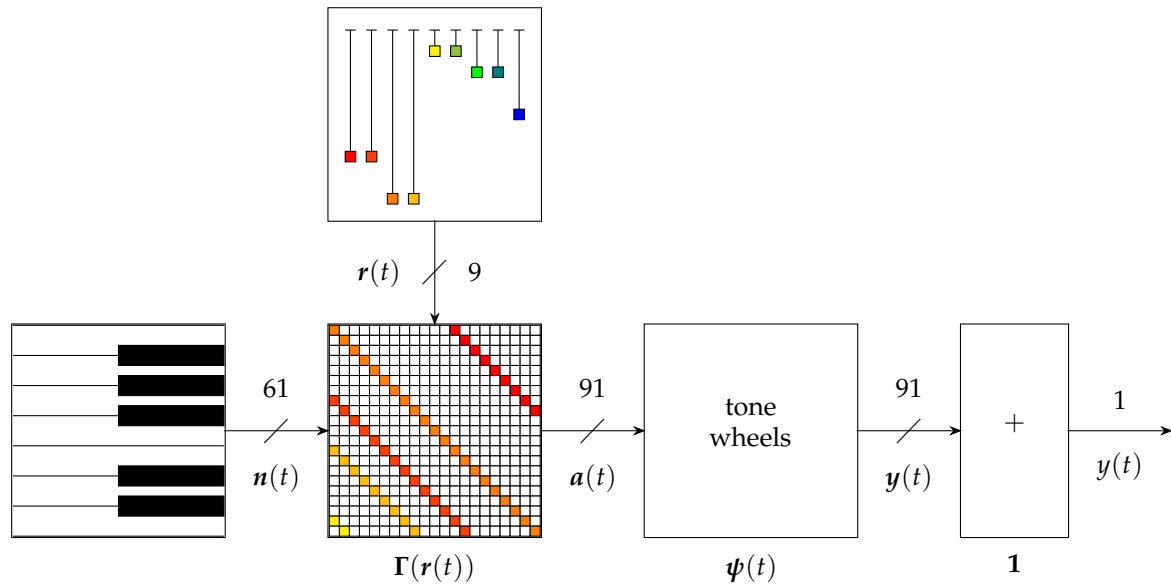 r(t) 9
61 91 91 1
tone
wheels
+
n(t) a(t) y(t) y(t)
Γ(r(t)) ψ(t) 1